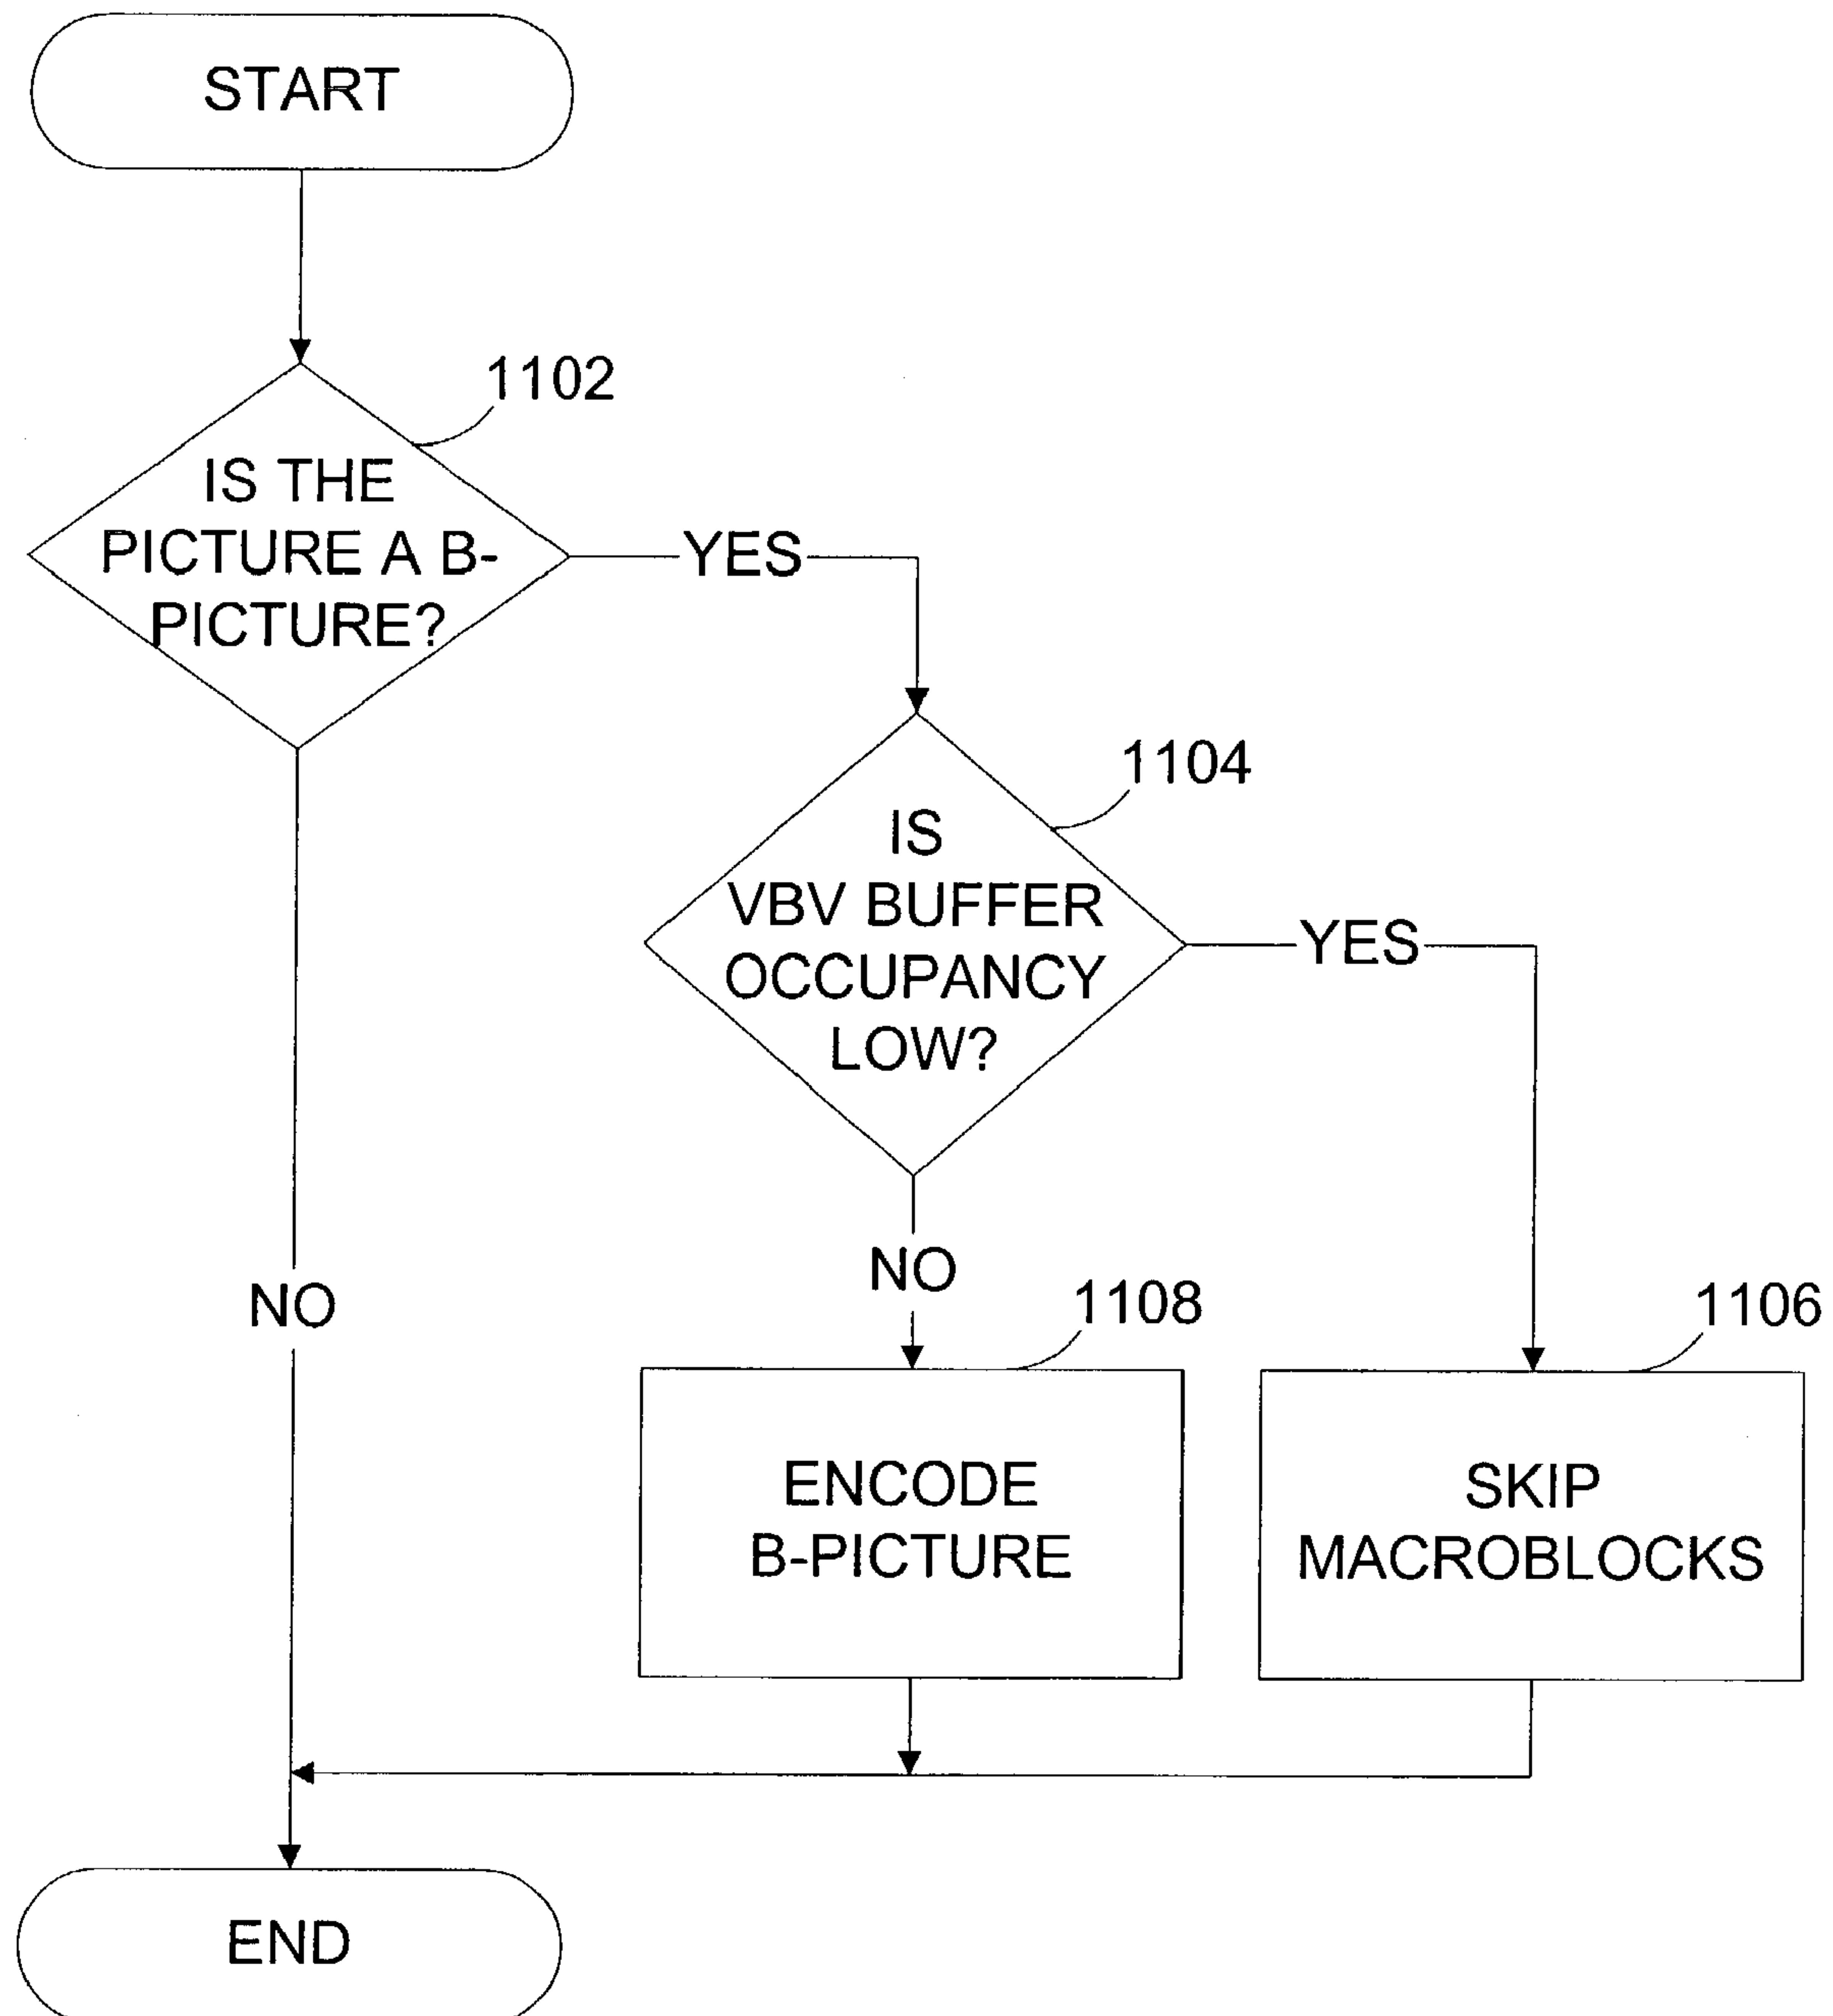 START
1102
IS THE
PICTURE A B-
PICTURE?
YES
1104
IS
VBV BUFFER
OCCUPANCY
LOW?
YES
NO
NO
1108
1106
ENCODE
B-PICTURE
SKIP
MACROBLOCKS
END